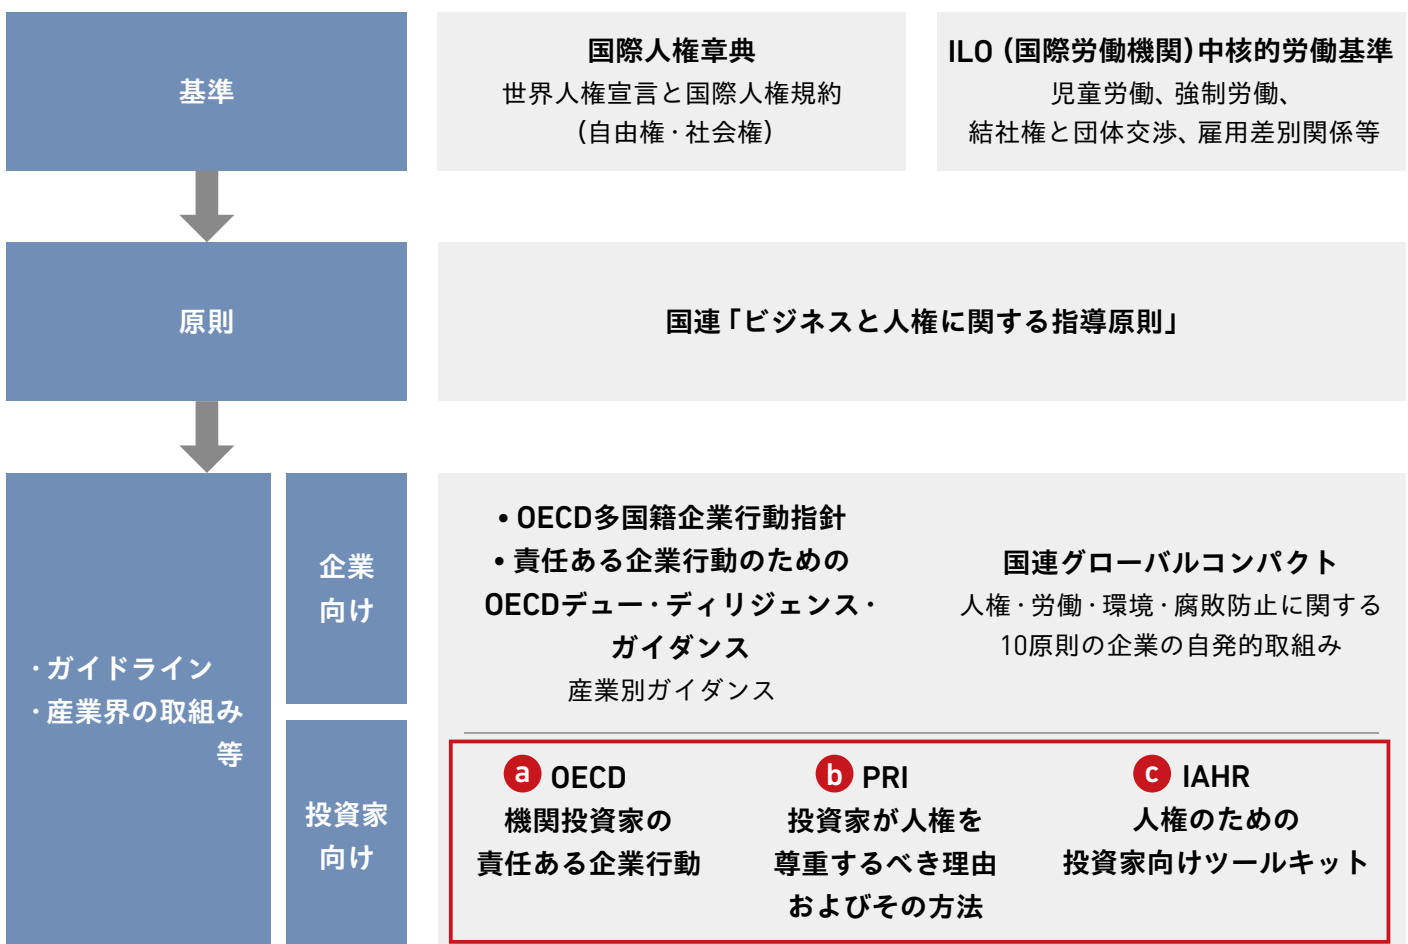 基準
国際人権章典
世界人権宣言と国際人権規約
(自由権・社会権)
ILO(国際労働機関)中核的労働基準
児童労働、強制労働、
結社権と団体交渉、雇用差別関係等
原則
国連「ビジネスと人権に関する指導原則」
・ガイドライン
・産業界の取組み
等
企業
向け
• OECD多国籍企業行動指針
• 責任ある企業行動のための
OECDデュー・ディリジェンス・
ガイダンス
産業別ガイダンス
国連グローバルコンパクト
人権・労働・環境・腐敗防止に関する
10原則の企業の自発的取組み
投資家
向け
a OECD
機関投資家の
責任ある企業行動
b PRI
投資家が人権を
尊重するべき理由
およびその方法
c IAHR
人権のための
投資家向けツールキット